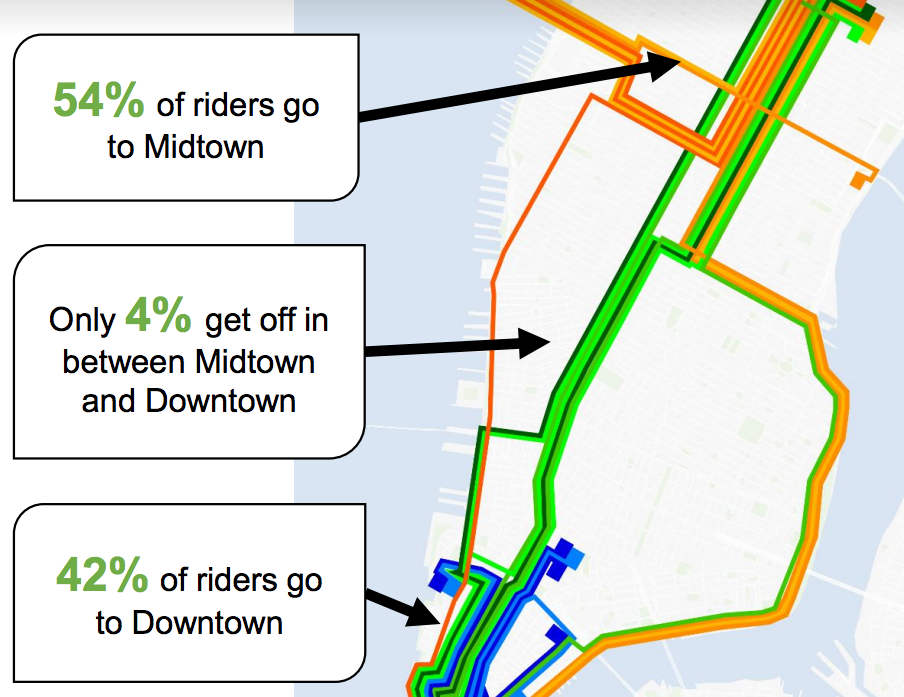 54% of riders go
to Midtown
Only 4% get off in
between Midtown
and Downtown
42% of riders go
to Downtown